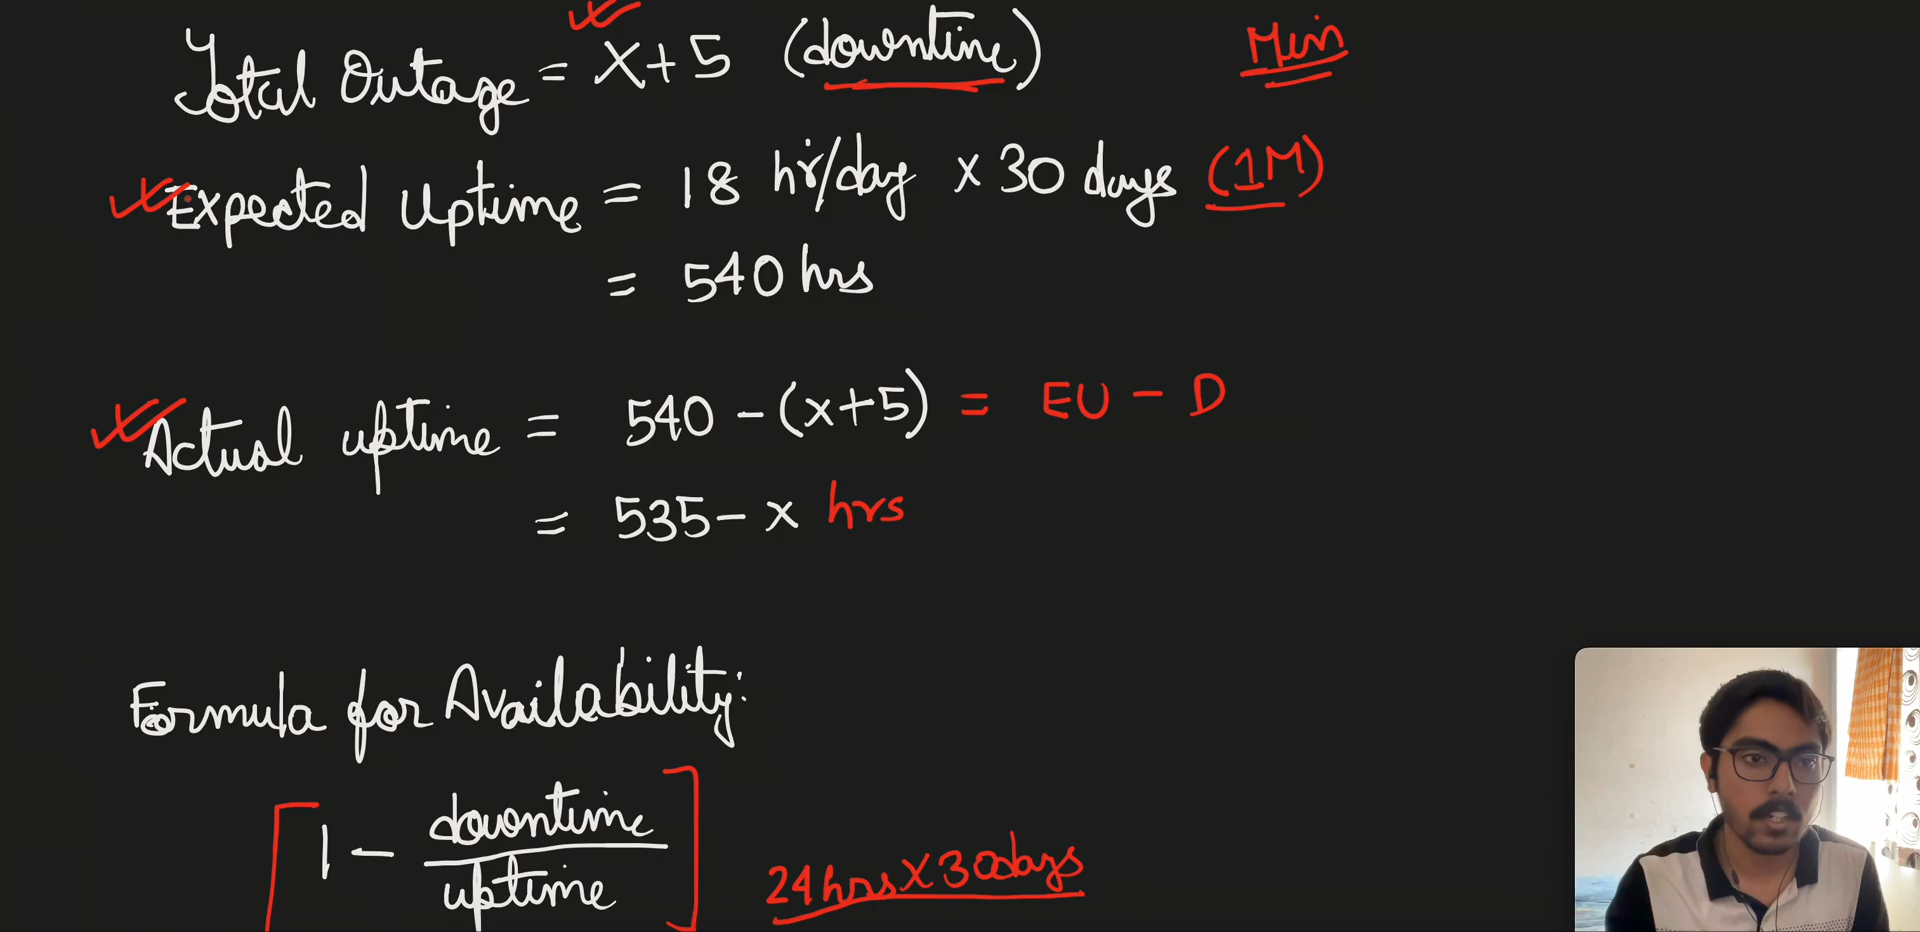 Total Outage = X+5 (downtime) Min
Expected Uptime = 18 hr/day x 30 days (1M)
= 540 hrs
Actual uptime = 540 - (x+5) = EU - D
= 535 - x hrs
Formula for Availability:
1 - downtime / uptime
24 hrs X 30 days